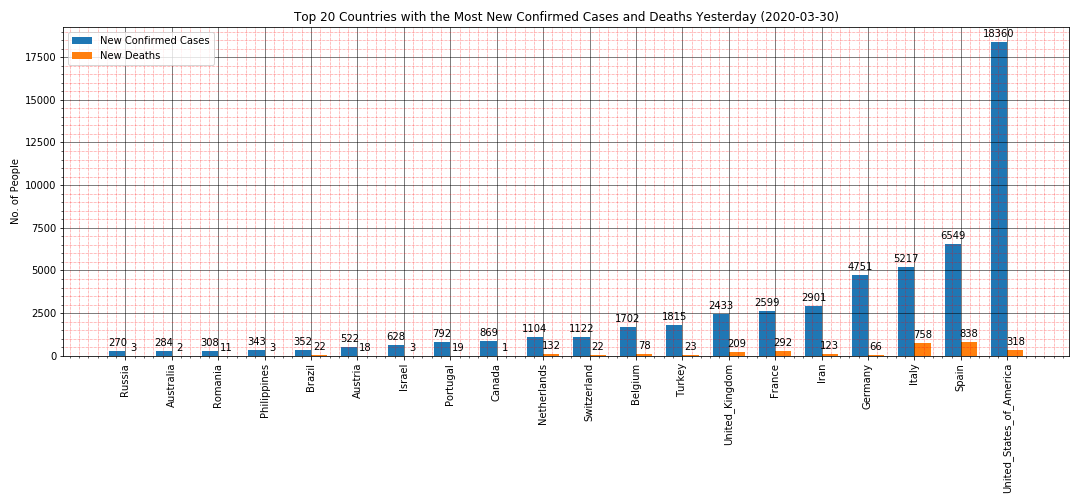 Top 20 Countries with the Most New Confirmed Cases and Deaths Yesterday (2020-03-30)
New Confirmed Cases
New Deaths
No. of People
17500
15000
12500
10000
7500
5000
2500
0
270 3
284 2
308 11
343 3
352 22
522 18
628 3
792 19
869 1
1104 132
1122 22
1702 78
1815 23
2433 209
2599 292
2901 123
4751 66
5217 758
6549 838
18360 318
Russia
Australia
Romania
Philippines
Brazil
Austria
Israel
Portugal
Canada
Netherlands
Switzerland
Belgium
Turkey
United_Kingdom
France
Iran
Germany
Italy
Spain
United_States_of_America